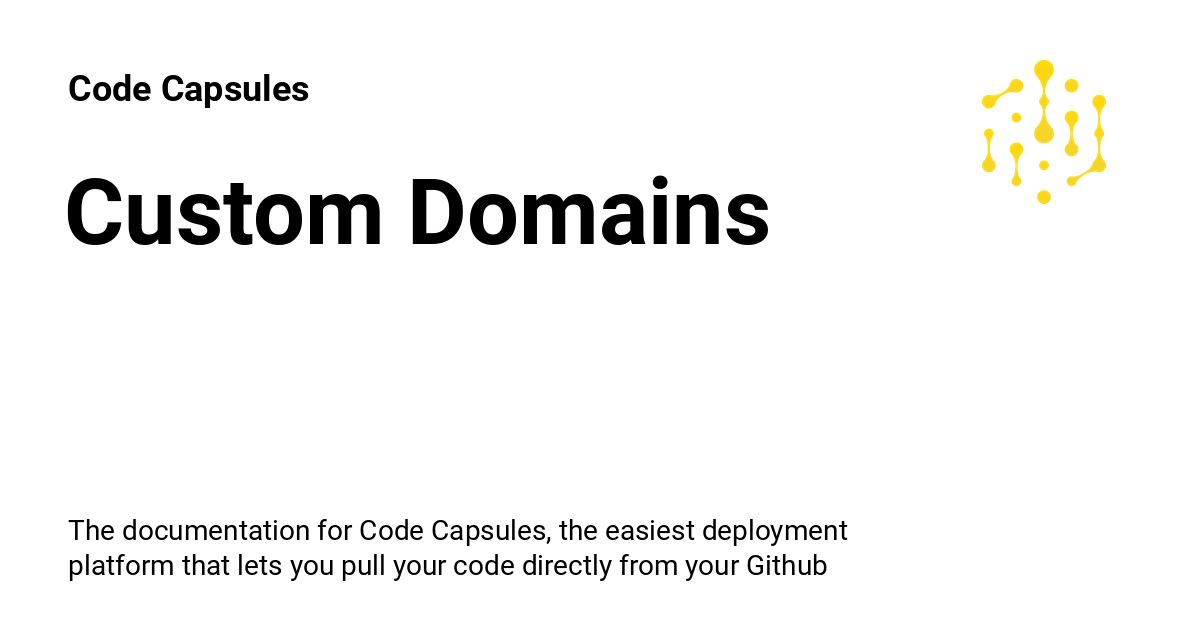 Code Capsules
Custom Domains
The documentation for Code Capsules, the easiest deployment
platform that lets you pull your code directly from your Github